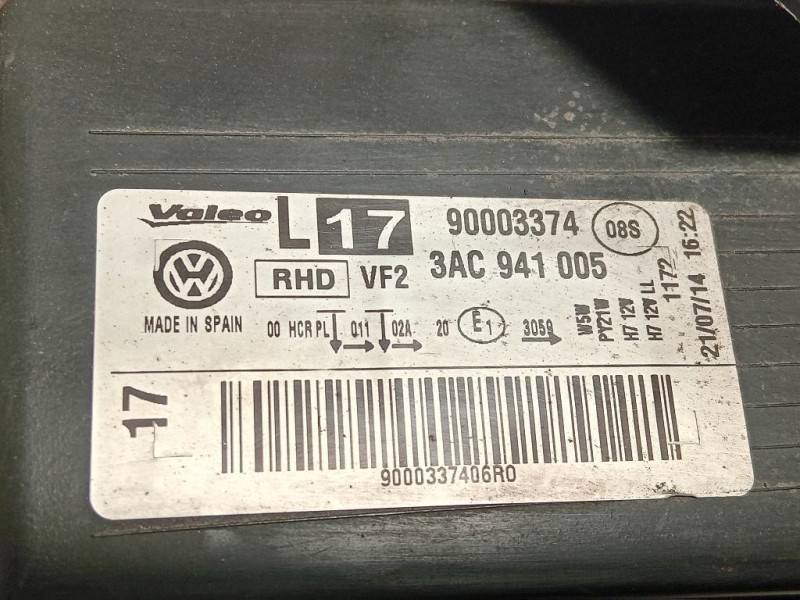 Valeo L 17 90003374 08S
RHD VF2 3AC 941 005
MADE IN SPAIN
00 HCR PL 011 02A 20 E1 3059
W5W
PY21W
H7 12V
H7 12V LL
1172
21/07/14 16:22
17
9000337406R0